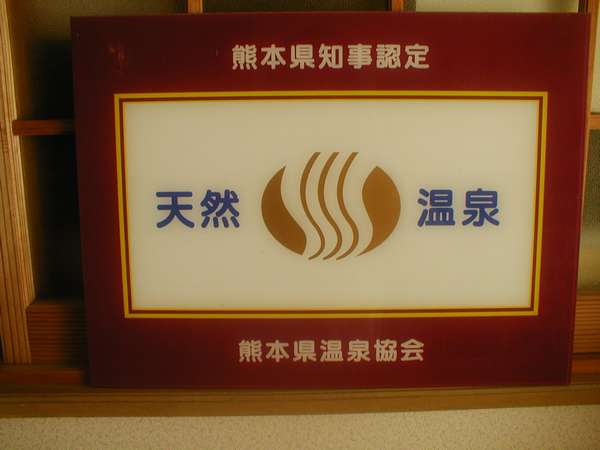 熊本県知事認定
天然 温泉
熊本県温泉協会